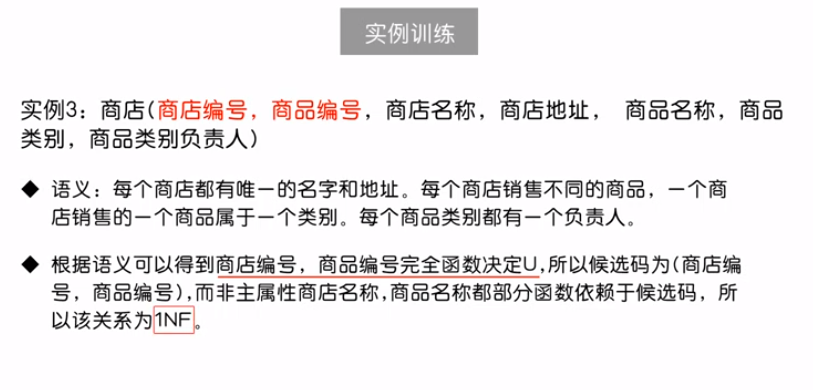 实例训练
实例3：商店(商店编号，商品编号，商店名称，商店地址， 商品名称，商品
类别，商品类别负责人)
◆ 语义：每个商店都有唯一的名字和地址。每个商店销售不同的商品，一个商
店销售的一个商品属于一个类别。每个商品类别都有一个负责人。
◆ 根据语义可以得到商店编号，商品编号完全函数决定U,所以候选码为(商店编
号，商品编号),而非主属性商店名称,商品名称都部分函数依赖于候选码，所
以该关系为1NF。